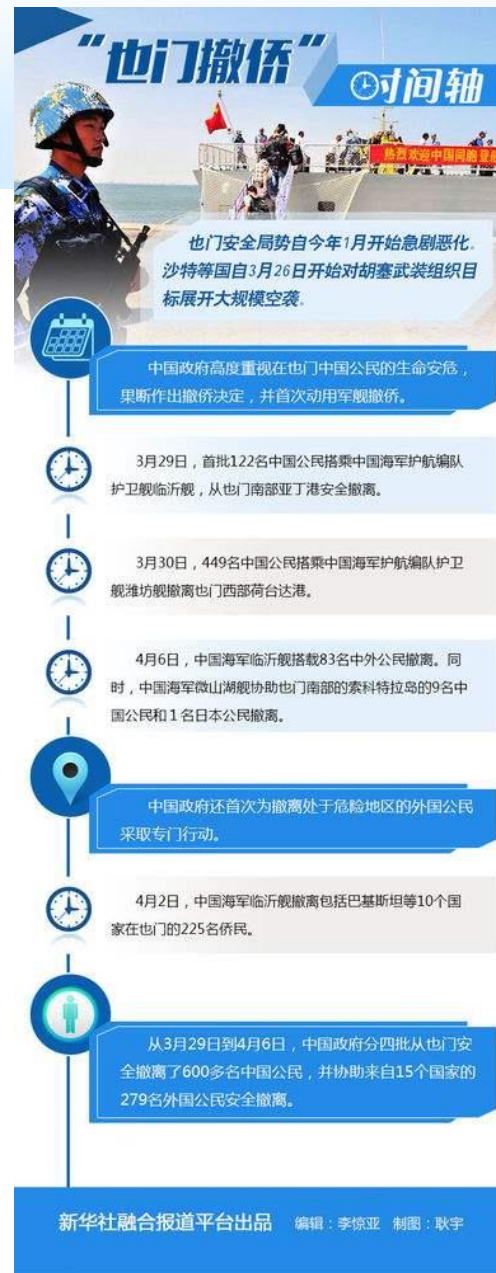 “也门撤侨”
时间轴
热烈欢迎中国同胞登
也门安全局势自今年1月开始急剧恶化。
沙特等国自3月26日开始对胡塞武装组织目
标展开大规模空袭。
中国政府高度重视在也门中国公民的生命安危，
果断作出撤侨决定，并首次动用军舰撤侨。
3月29日，首批122名中国公民搭乘中国海军护航编队
护卫舰临沂舰，从也门南部亚丁港安全撤离。
3月30日，449名中国公民搭乘中国海军护航编队护卫
舰潍坊舰撤离也门西部荷台达港。
4月6日，中国海军临沂舰搭载83名中外公民撤离。同
时，中国海军微山湖舰协助也门南部的索科特拉岛的9名中
国公民和1名日本公民撤离。
中国政府还首次为撤离处于危险地区的外国公民
采取专门行动。
4月2日，中国海军临沂舰撤离包括巴基斯坦等10个国
家在也门的225名侨民。
从3月29日到4月6日，中国政府分四批从也门安
全撤离了600多名中国公民，并协助来自15个国家的
279名外国公民安全撤离。
新华社融合报道平台出品 编辑：李惊亚 制图：耿宇